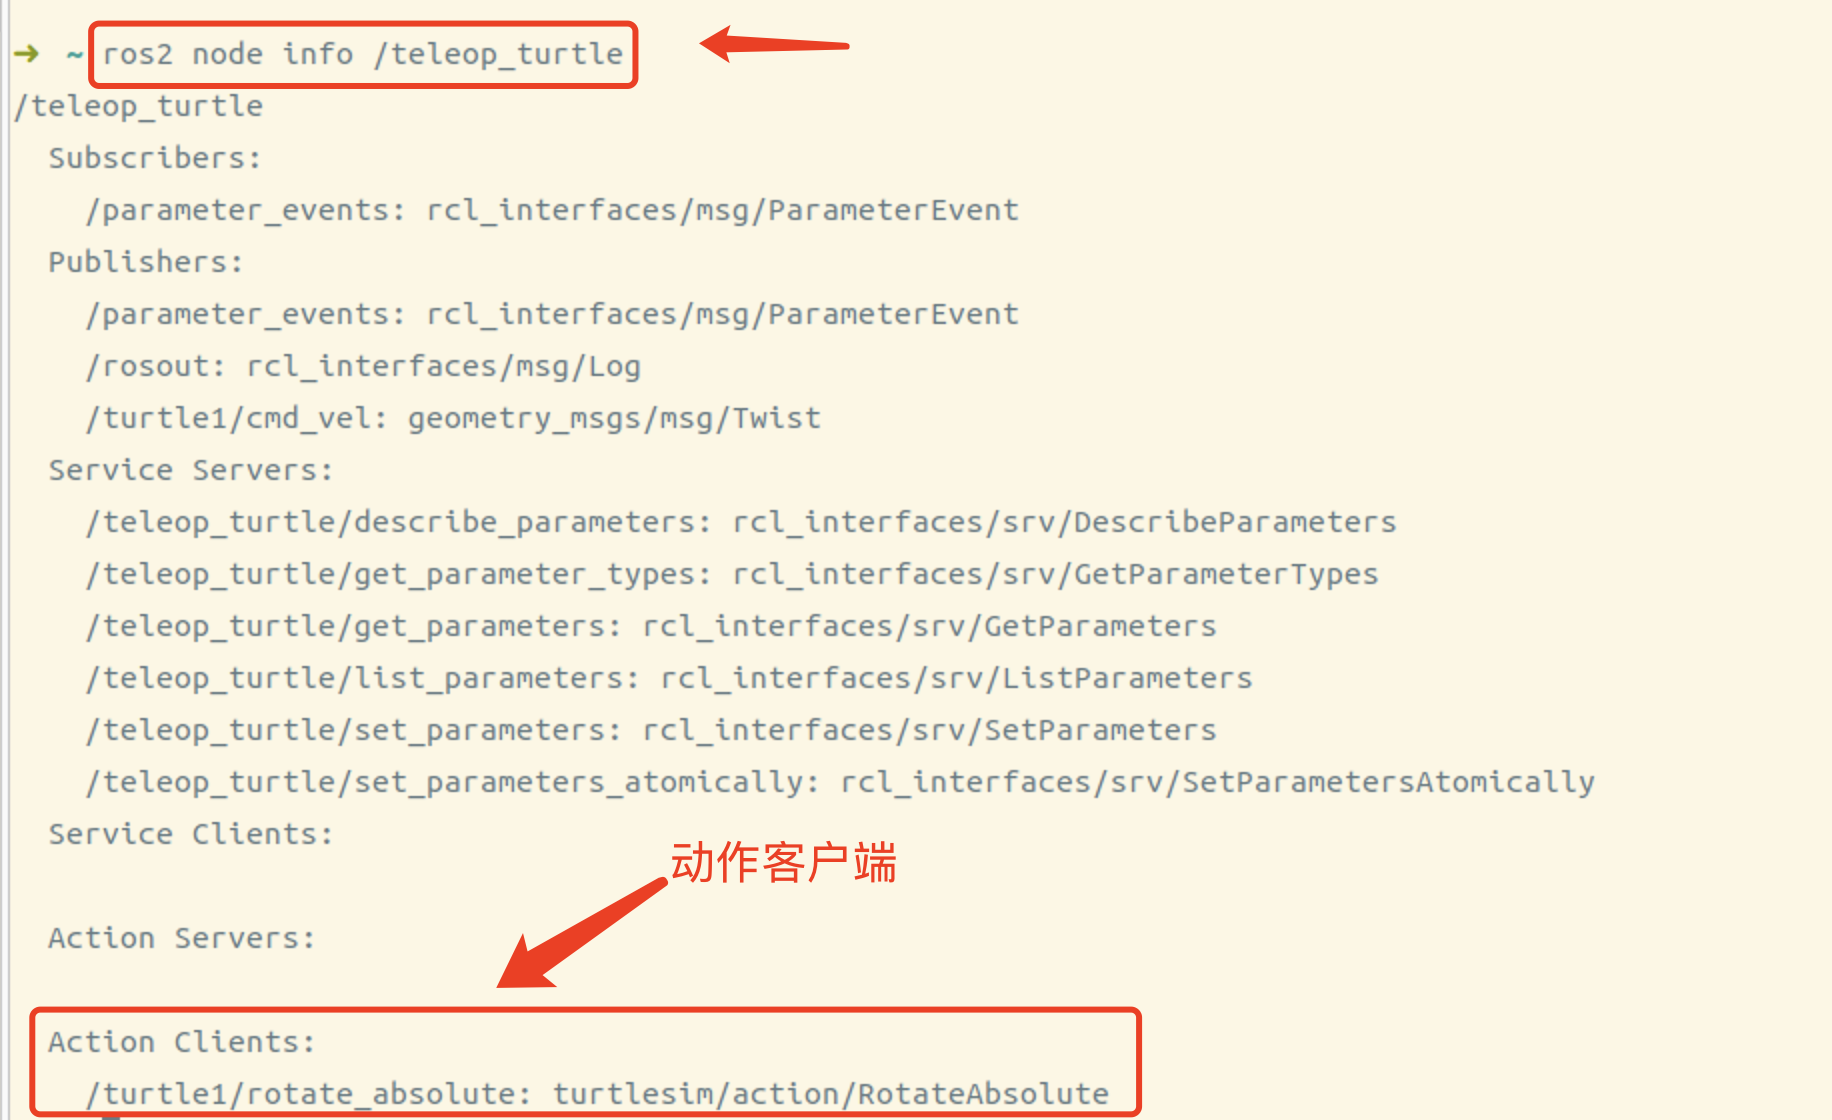 ➜ ~ ros2 node info /teleop_turtle
/teleop_turtle
Subscribers:
/parameter_events: rcl_interfaces/msg/ParameterEvent
Publishers:
/parameter_events: rcl_interfaces/msg/ParameterEvent
/rosout: rcl_interfaces/msg/Log
/turtle1/cmd_vel: geometry_msgs/msg/Twist
Service Servers:
/teleop_turtle/describe_parameters: rcl_interfaces/srv/DescribeParameters
/teleop_turtle/get_parameter_types: rcl_interfaces/srv/GetParameterTypes
/teleop_turtle/get_parameters: rcl_interfaces/srv/GetParameters
/teleop_turtle/list_parameters: rcl_interfaces/srv/ListParameters
/teleop_turtle/set_parameters: rcl_interfaces/srv/SetParameters
/teleop_turtle/set_parameters_atomically: rcl_interfaces/srv/SetParametersAtomically
Service Clients:
动作客户端
Action Servers:
Action Clients:
/turtle1/rotate_absolute: turtlesim/action/RotateAbsolute